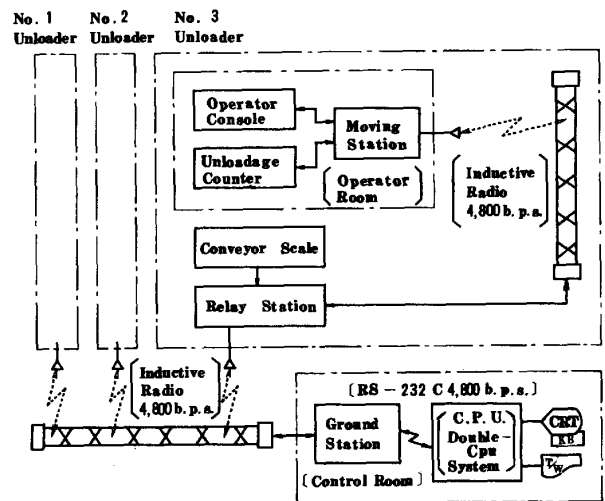 No. 1 Unloader
No. 2 Unloader
No. 3 Unloader
Operator
Console
Unloadage
Counter
Moving
Station
Operator
Room
Inductive
Radio
4,800 b. p. s.
Conveyor Scale
Relay Station
Inductive
Radio
4,800 b. p. s.
[RS - 232 C 4,800 b. p. s.]
Ground
Station
C. P. U.
Double-
Cpu
System
CRT
KB
T/W
[Control Room]